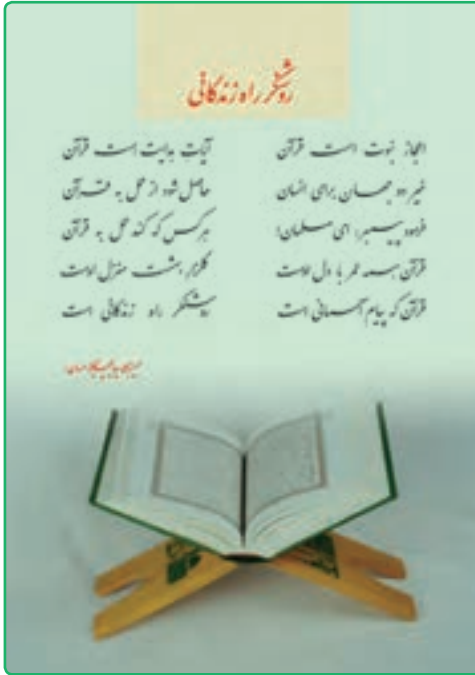 روشنگر راه زندگانی
اعجاز نبوت است قرآن آیات هدایت است قرآن
خیر دو جهان برای انسان حاصل شود از عمل به قرآن
فرمود پیمبر: ای مسلمان! هر کس که کند عمل به قرآن
قرآن همه عمر با دل اوست گلزار بهشت منزل اوست
قرآن که پیام آسمانی است روشنگر راه زندگانی است